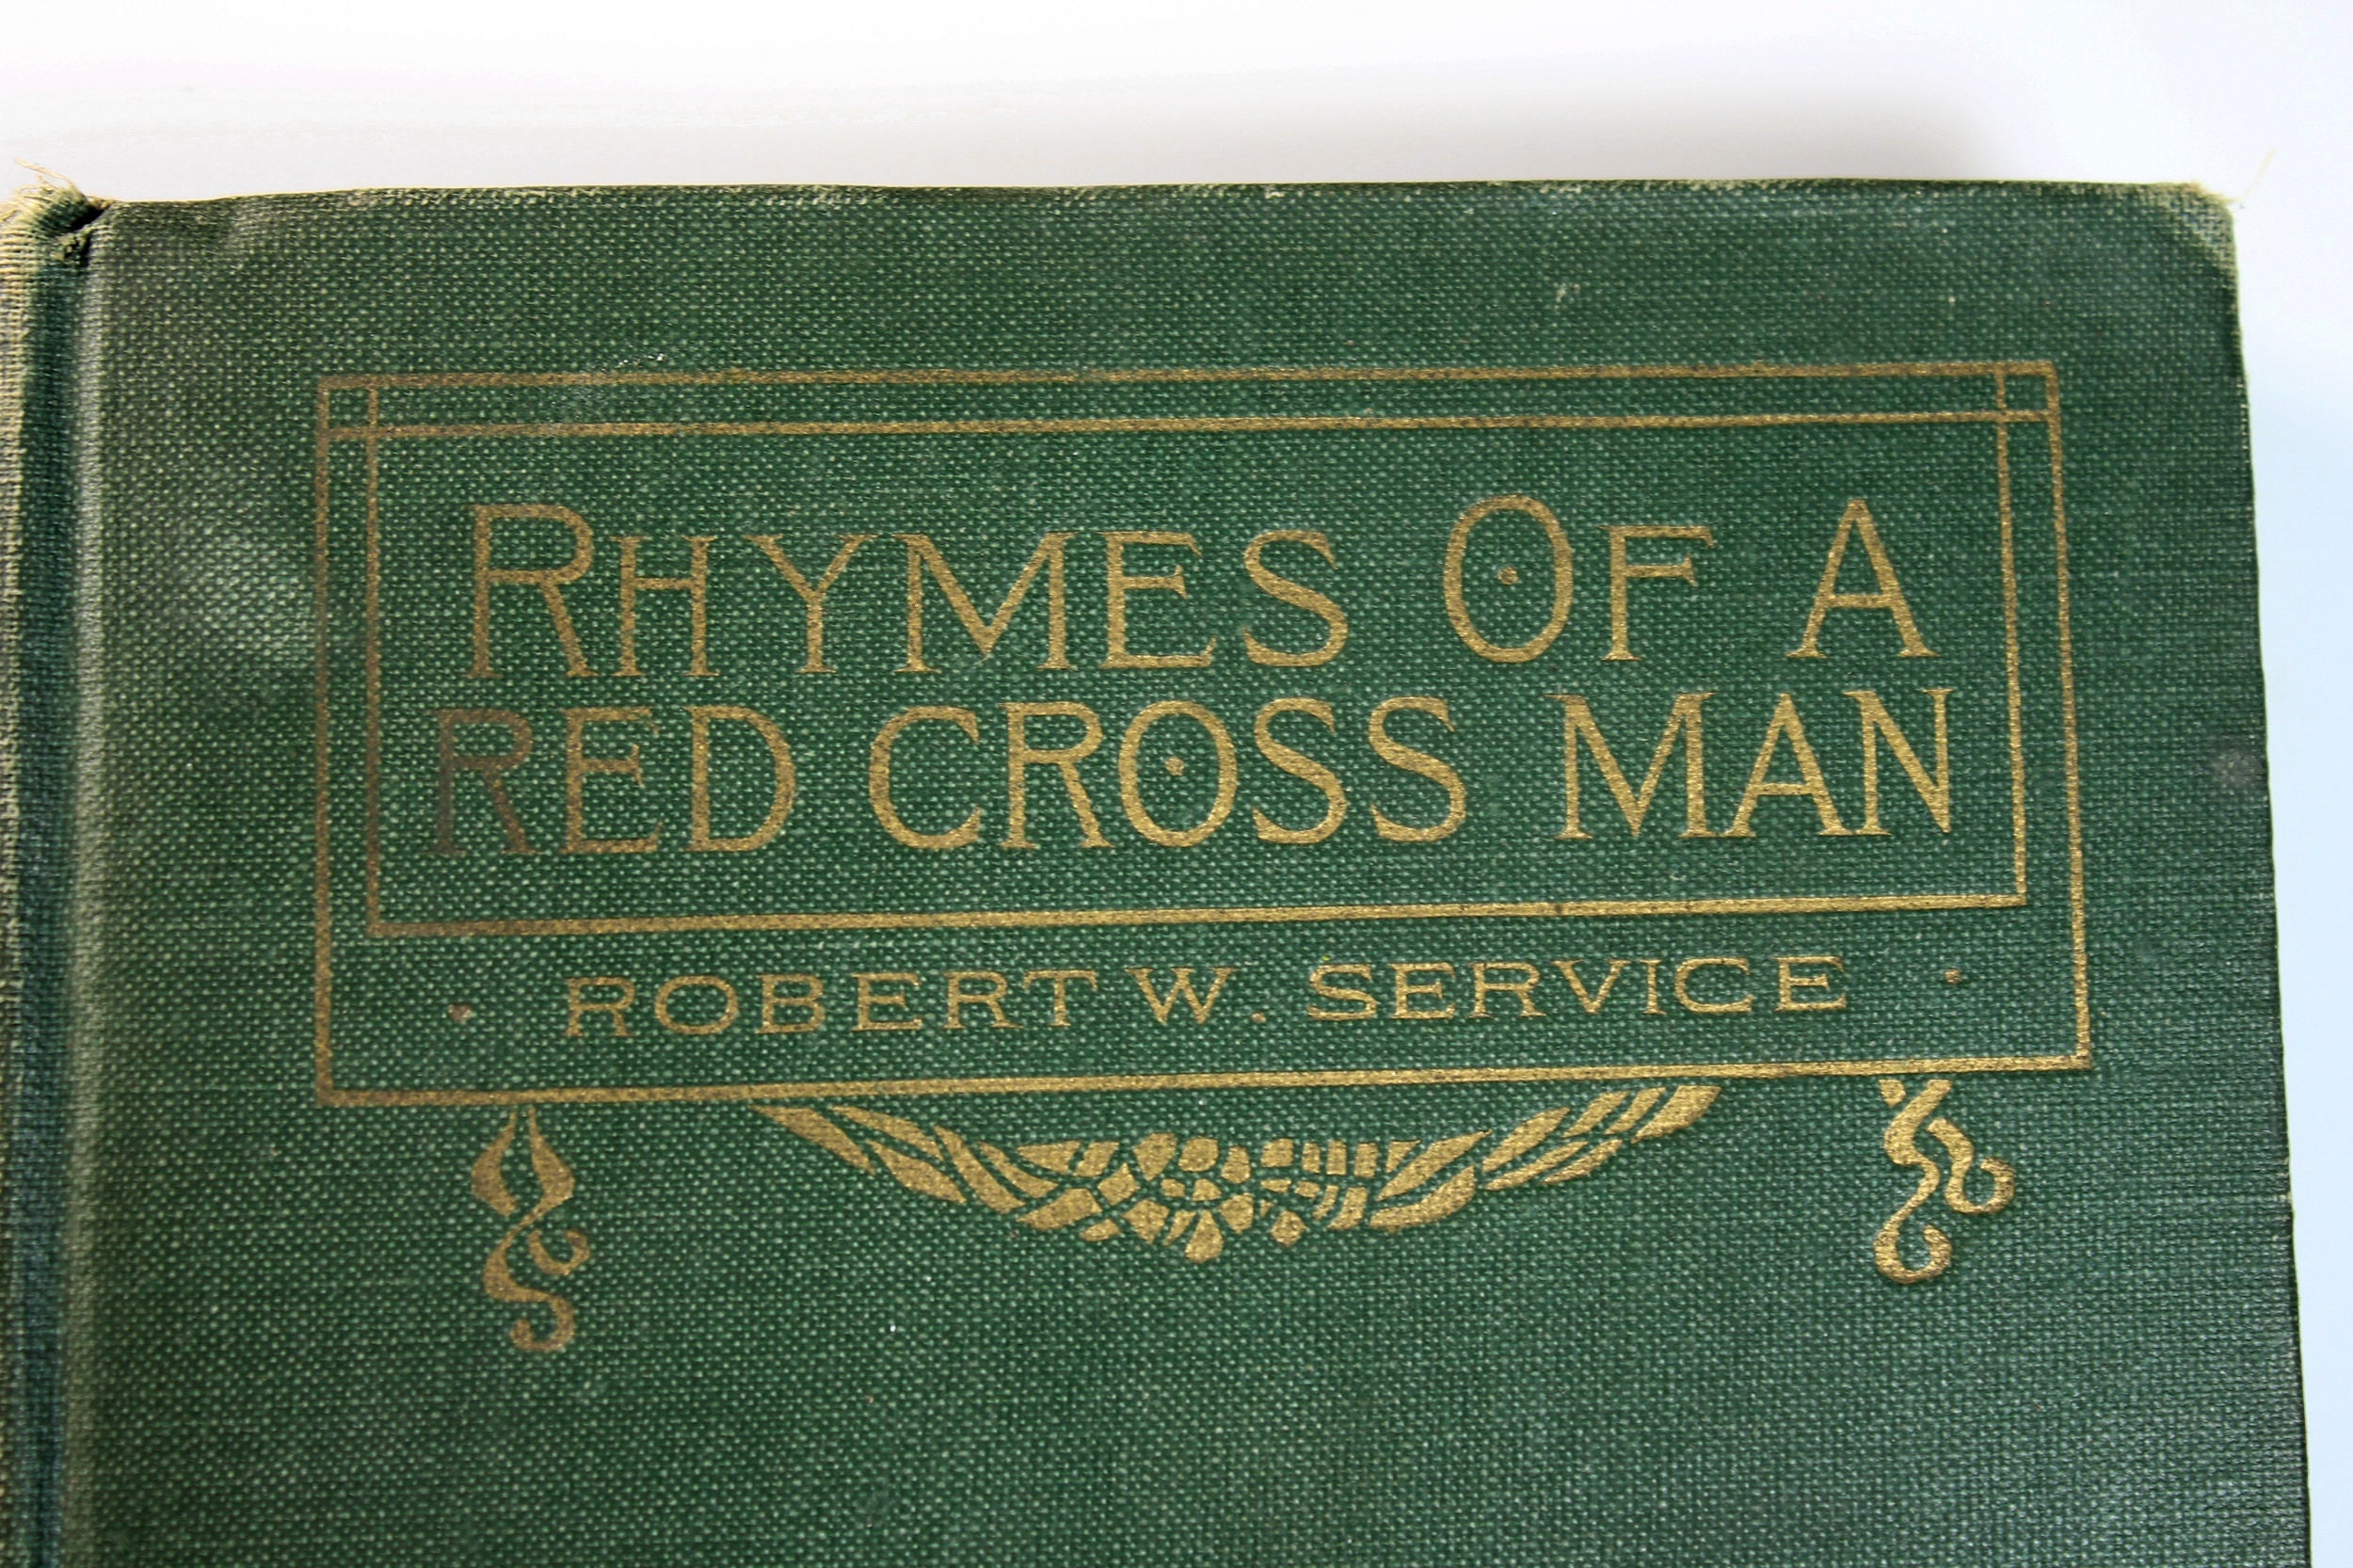 RHYMES OF A
RED CROSS MAN
· ROBERT W. SERVICE ·